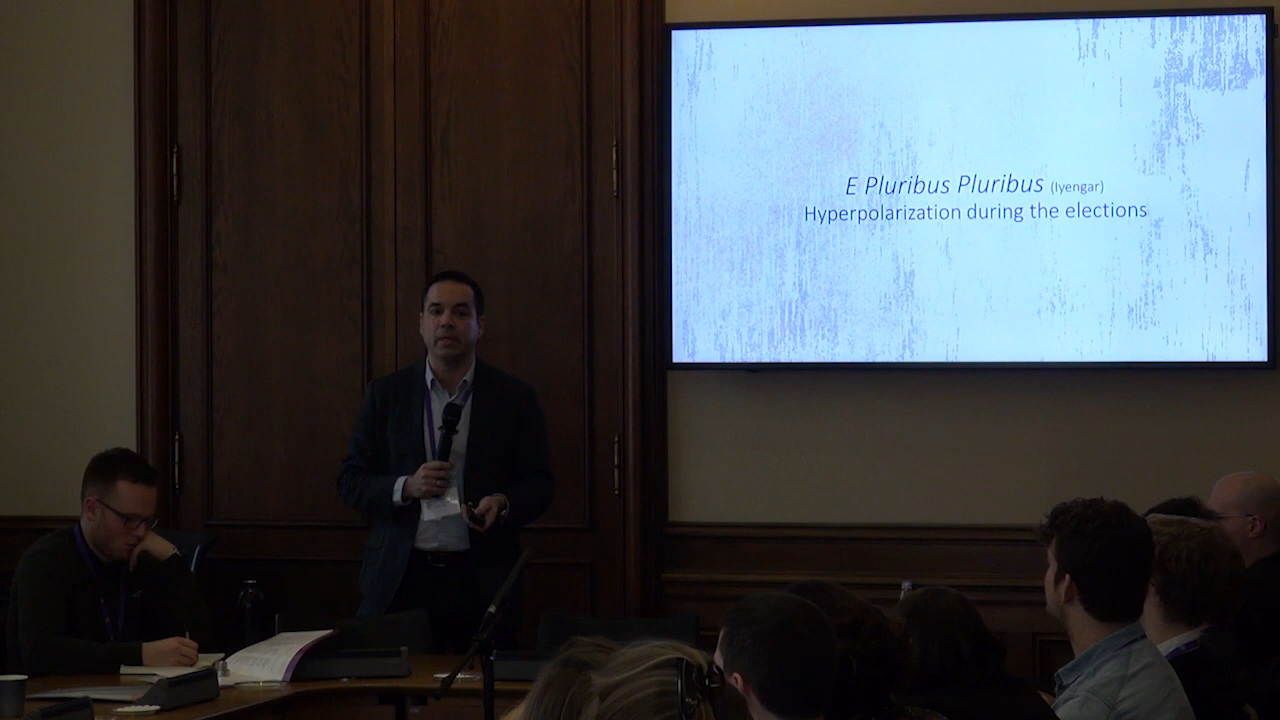 E Pluribus Pluribus (Iyengar)
Hyperpolarization during the elections